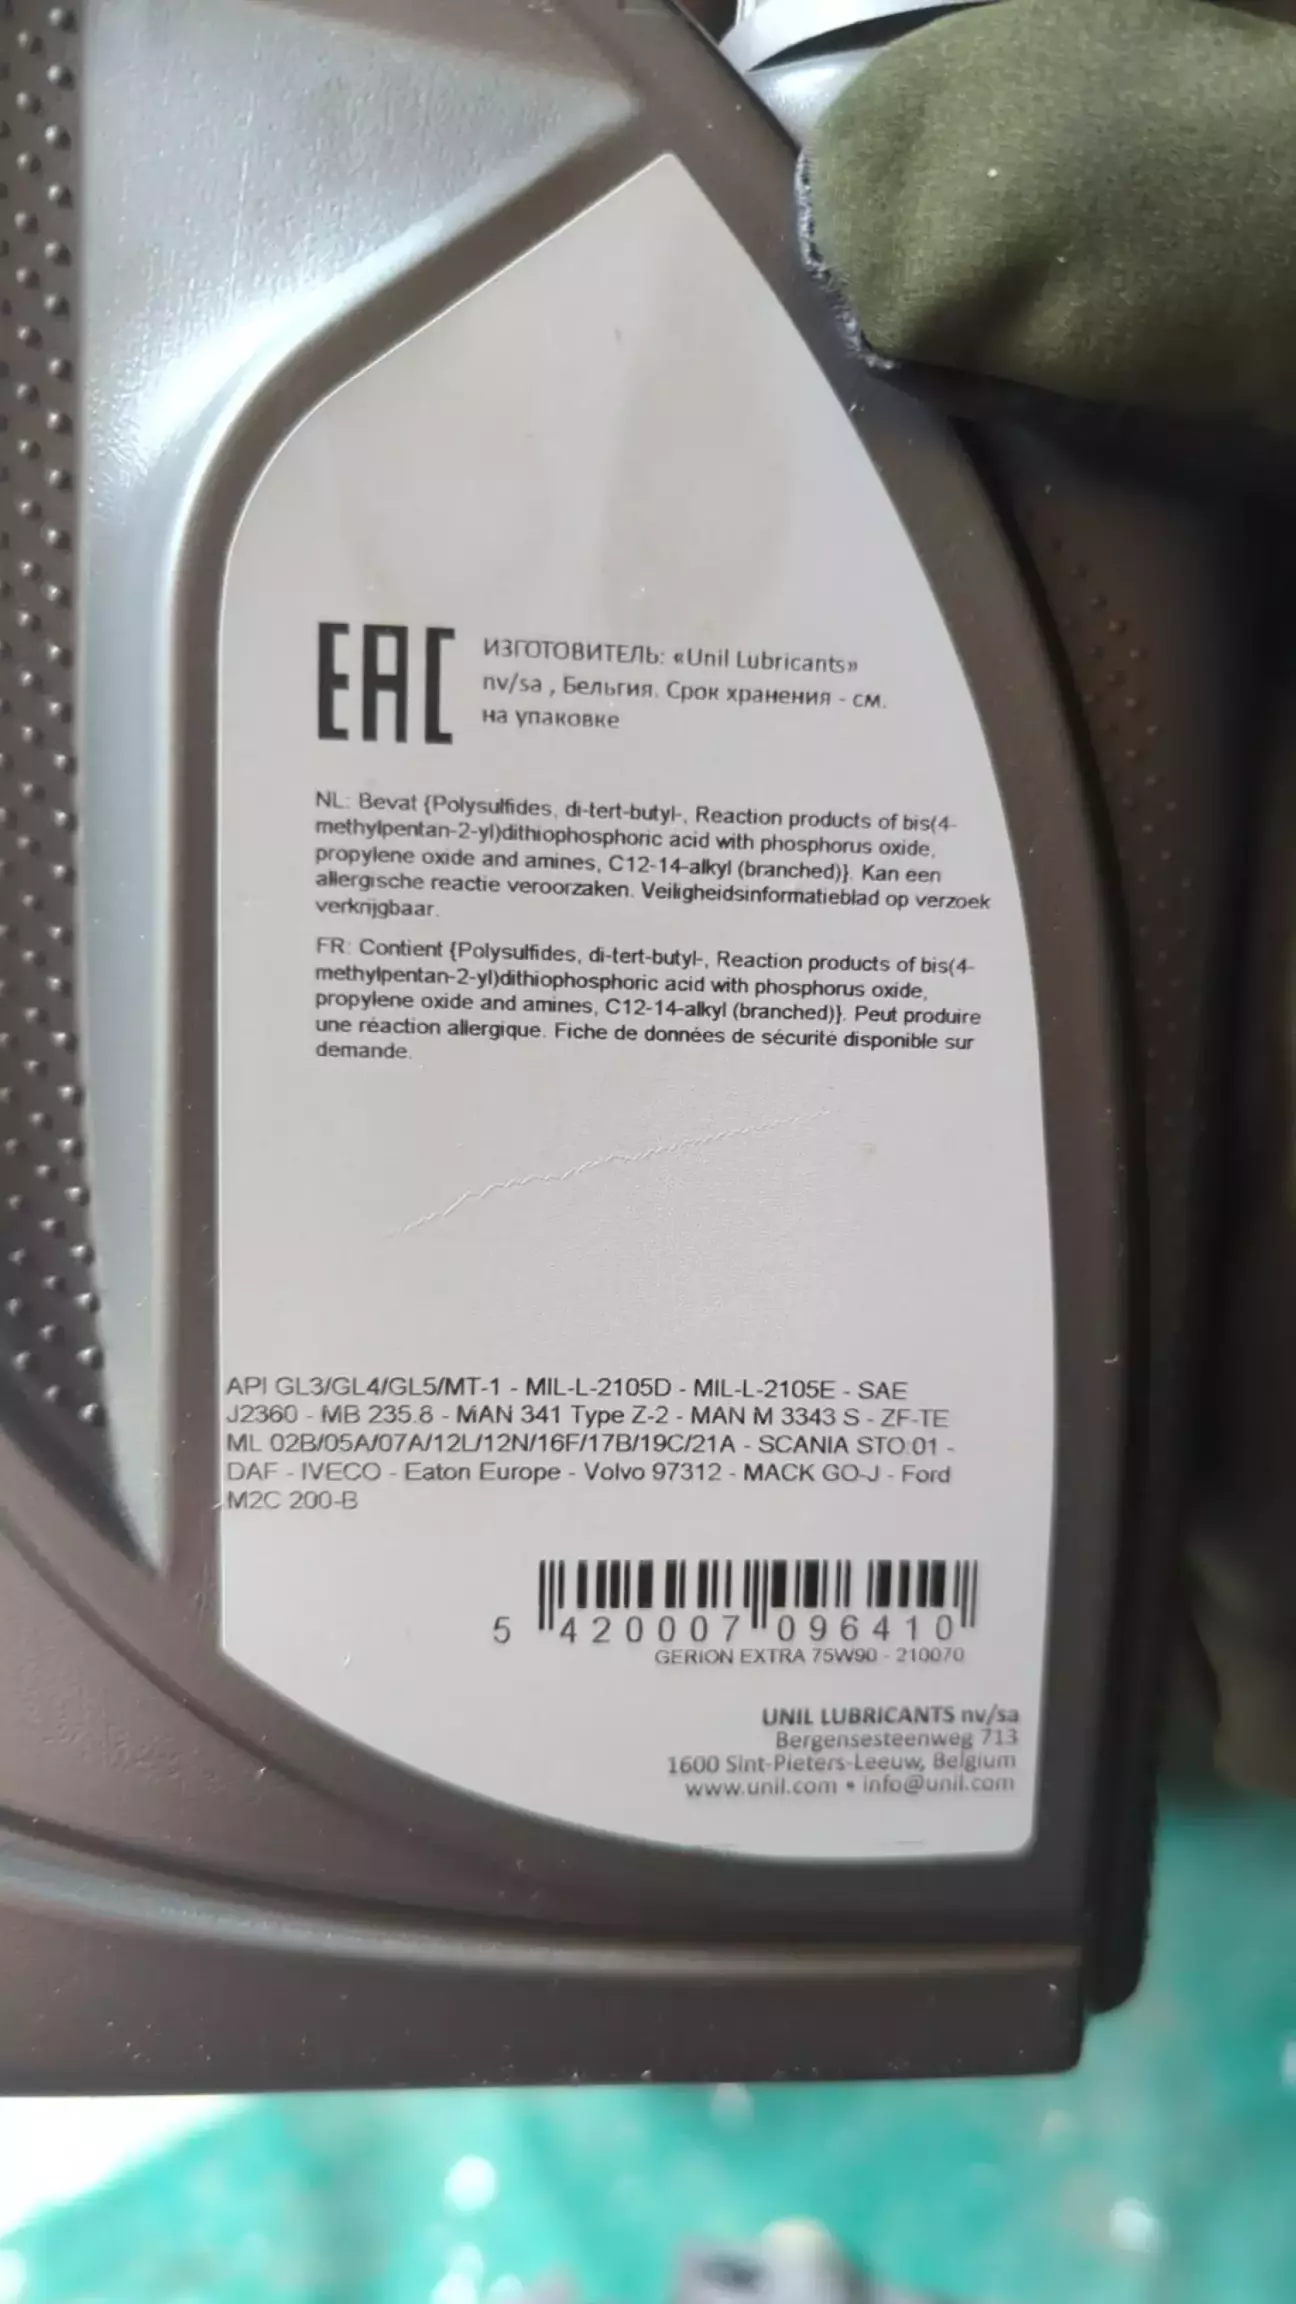 EAC
ИЗГОТОВИТЕЛЬ: «Unil Lubricants»
nv/sa , Бельгия. Срок хранения - см.
на упаковке
NL: Bevat {Polysulfides, di-tert-butyl-, Reaction products of bis(4-
methylpentan-2-yl)dithiophosphoric acid with phosphorus oxide,
propylene oxide and amines, C12-14-alkyl (branched)}. Kan een
allergische reactie veroorzaken. Veiligheidsinformatieblad op verzoek
verkrijgbaar.
FR: Contient {Polysulfides, di-tert-butyl-, Reaction products of bis(4-
methylpentan-2-yl)dithiophosphoric acid with phosphorus oxide,
propylene oxide and amines, C12-14-alkyl (branched)}. Peut produire
une réaction allergique. Fiche de données de sécurité disponible sur
demande.
API GL3/GL4/GL5/MT-1 - MIL-L-2105D - MIL-L-2105E - SAE
J2360 - MB 235.8 - MAN 341 Type Z-2 - MAN M 3343 S - ZF-TE
ML 02B/05A/07A/12L/12N/16F/17B/19C/21A - SCANIA STO:01 -
DAF - IVECO - Eaton Europe - Volvo 97312 - MACK GO-J - Ford
M2C 200-B
5 420007 096410
GERION EXTRA 75W90 - 210070
UNIL LUBRICANTS nv/sa
Bergensesteenweg 713
1600 Sint-Pieters-Leeuw, Belgium
www.unil.com • info@unil.com